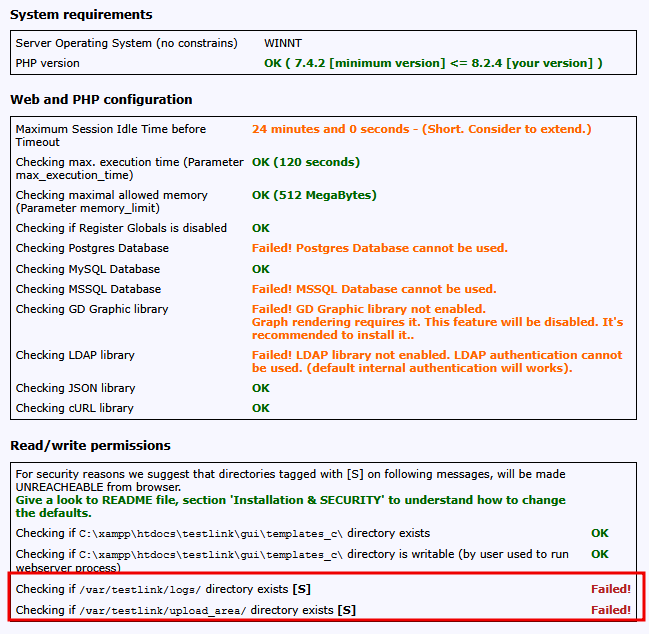 System requirements
Server Operating System (no constrains) WINNT
PHP version OK ( 7.4.2 [minimum version] <= 8.2.4 [your version] )
Web and PHP configuration
Maximum Session Idle Time before 24 minutes and 0 seconds - (Short. Consider to extend.)
Timeout
Checking max. execution time (Parameter OK (120 seconds)
max_execution_time)
Checking maximal allowed memory OK (512 MegaBytes)
(Parameter memory_limit)
Checking if Register Globals is disabled OK
Checking Postgres Database Failed! Postgres Database cannot be used.
Checking MySQL Database OK
Checking MSSQL Database Failed! MSSQL Database cannot be used.
Checking GD Graphic library Failed! GD Graphic library not enabled.
Graph rendering requires it. This feature will be disabled. It's
recommended to install it..
Checking LDAP library Failed! LDAP library not enabled. LDAP authentication cannot
be used. (default internal authentication will works).
Checking JSON library OK
Checking cURL library OK
Read/write permissions
For security reasons we suggest that directories tagged with [S] on following messages, will be made
UNREACHEABLE from browser.
Give a look to README file, section 'Installation & SECURITY' to understand how to change
the defaults.
Checking if C:\xampp\htdocs\testlink\gui\templates_c\ directory exists OK
Checking if C:\xampp\htdocs\testlink\gui\templates_c\ directory is writable (by user used to run OK
webserver process)
Checking if /var/testlink/logs/ directory exists [S] Failed!
Checking if /var/testlink/upload_area/ directory exists [S] Failed!